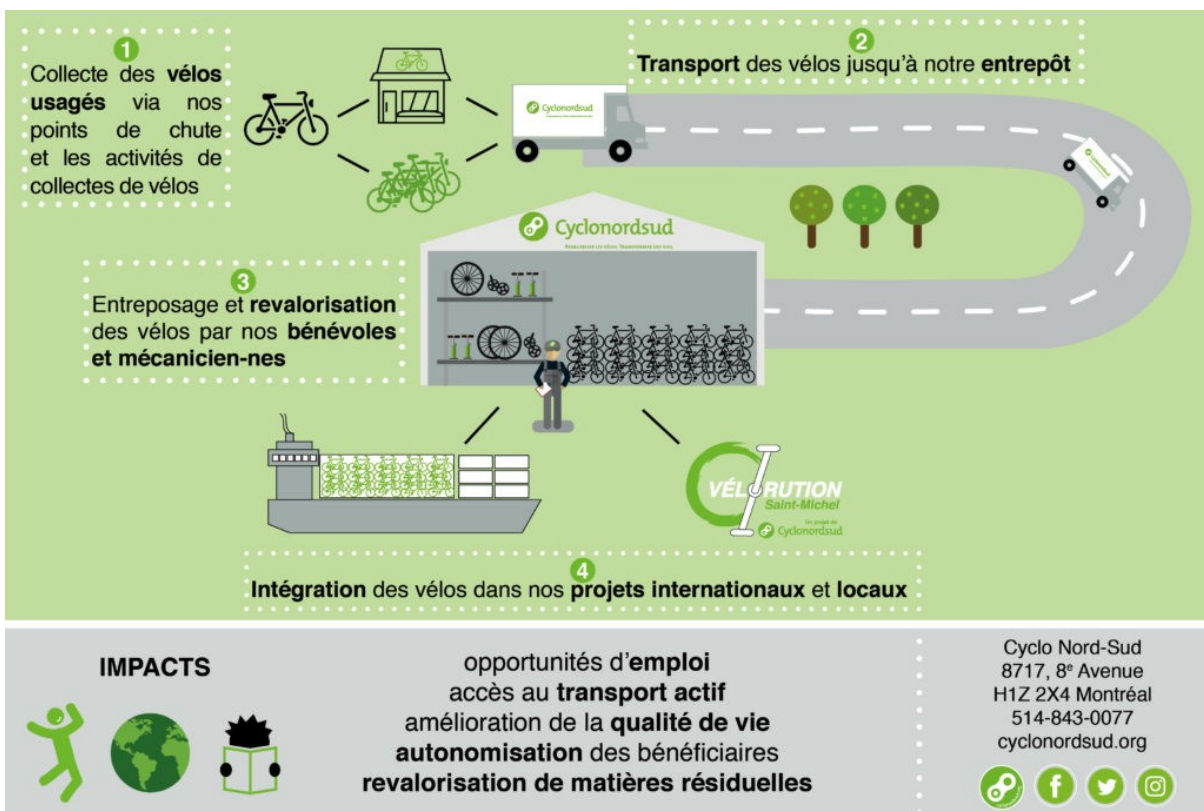 1
Collecte des vélos
usagés via nos
points de chute
et les activités de
collectes de vélos
Cyclonordsud
2
Transport des vélos jusqu'à notre entrepôt
Cyclonordsud
3
Entreposage et revalorisation
des vélos par nos bénévoles
et mécanicien-nes
VÉLORUTION
Saint-Michel
Un projet de
Cyclonordsud
4
Intégration des vélos dans nos projets internationaux et locaux
IMPACTS
opportunités d'emploi
accès au transport actif
amélioration de la qualité de vie
autonomisation des bénéficiaires
revalorisation de matières résiduelles
Cyclo Nord-Sud
8717, 8e Avenue
H1Z 2X4 Montréal
514-843-0077
cyclonordsud.org